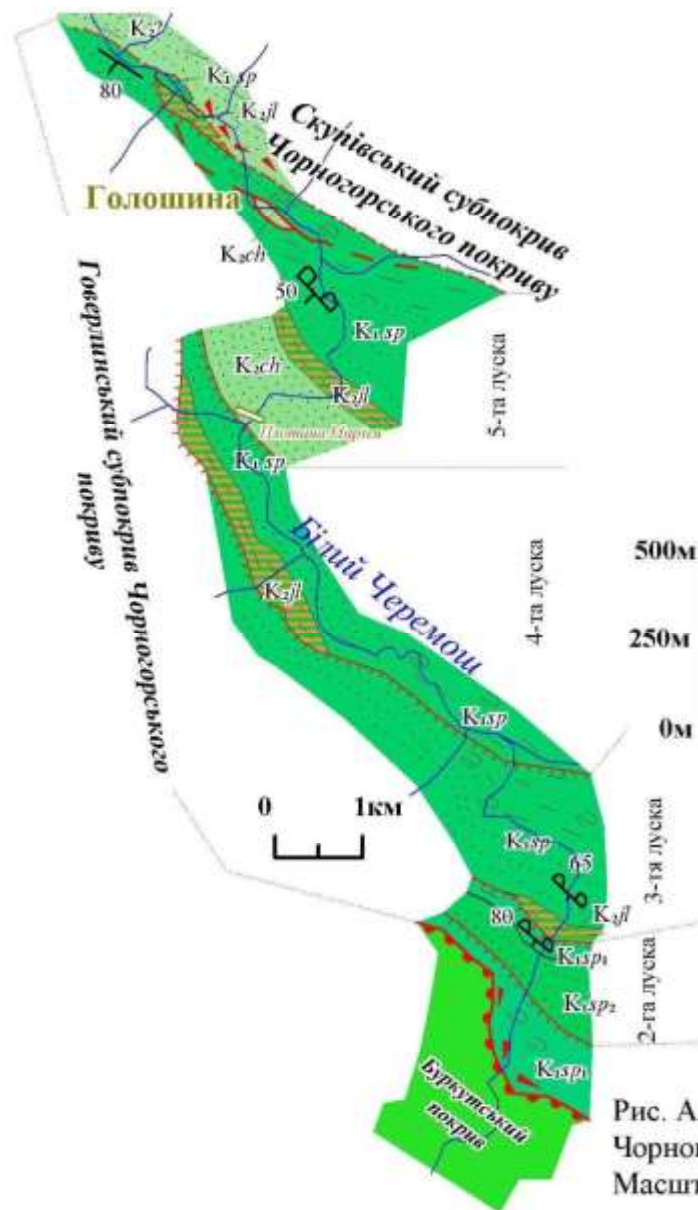 K₂?
K₁sp
80
K₂jl
Скупівський субпокрив
Чорногорського покриву
Голошина
K₂ch
50
K₁sp
Говерлинський субпокрив Чорногорського
покриву
K₂ch
K₂jl
5-та луска
K₁sp
Білий Черемош
500м
K₂jl
4-та луска
250м
K₁sp
0м
0 1км
K₁sp
65
3-тя луска
80
K₂jl
K₁sp₁
2-га луска
K₁sp₂
K₁sp₁
Буркутський
покрив
Рис. А
Чорног
Масшт